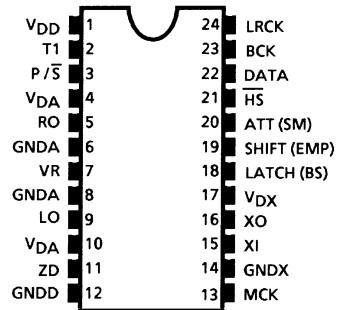 VDD 1 24 LRCK
T1 2 23 BCK
P/S̅ 3 22 DATA
VDA 4 21 H̅S̅
RO 5 20 ATT (SM)
GNDA 6 19 SHIFT (EMP)
VR 7 18 LATCH (BS)
GNDA 8 17 VDX
LO 9 16 XO
VDA 10 15 XI
ZD 11 14 GNDX
GNDD 12 13 MCK